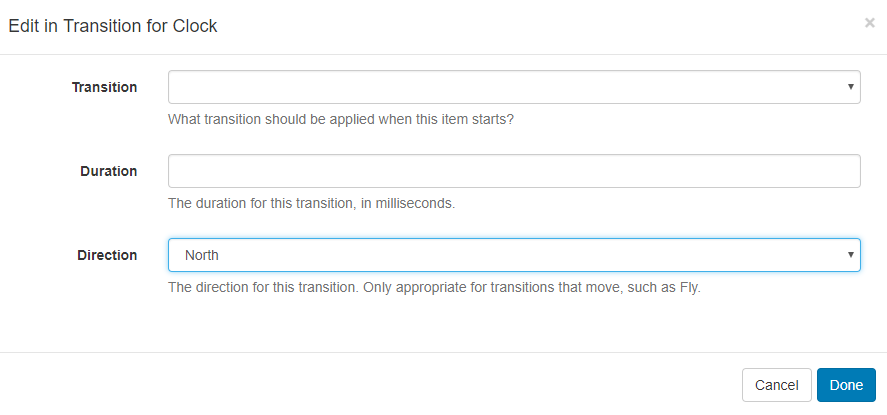 Edit in Transition for Clock
×
Transition
What transition should be applied when this item starts?
Duration
The duration for this transition, in milliseconds.
Direction
North
The direction for this transition. Only appropriate for transitions that move, such as Fly.
Cancel
Done